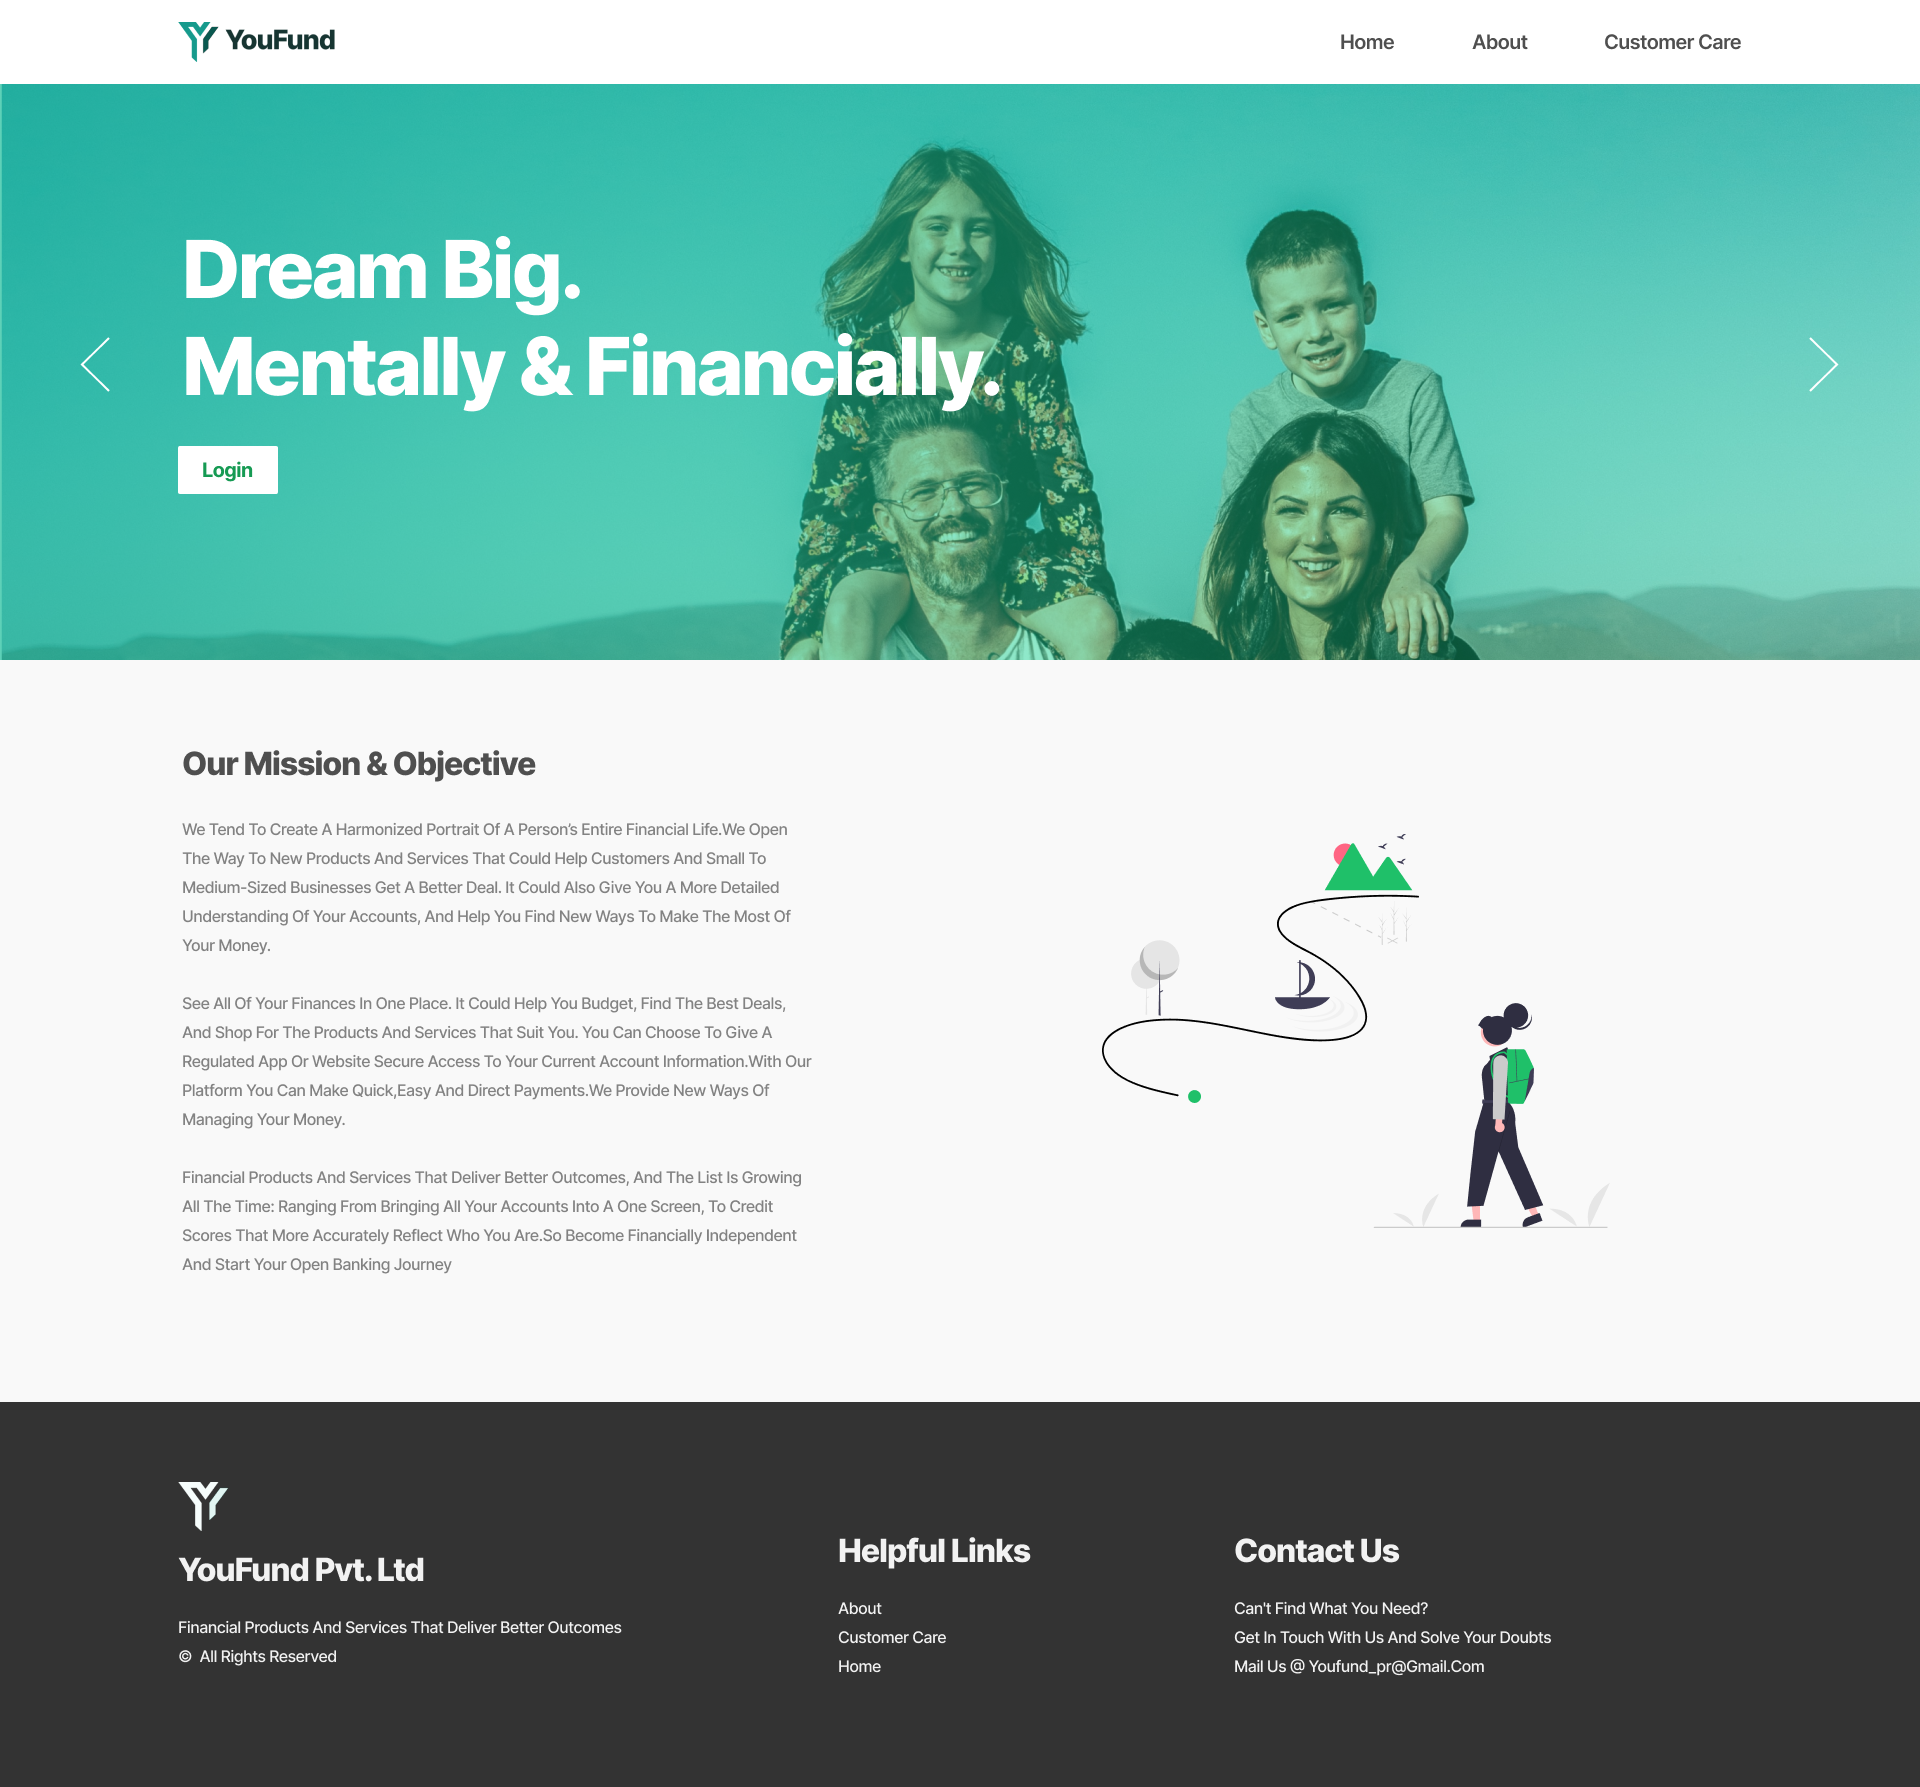 YouFund
Home
About
Customer Care
Dream Big.
Mentally & Financially.
Login
Our Mission & Objective
We Tend To Create A Harmonized Portrait Of A Person’s Entire Financial Life.We Open
The Way To New Products And Services That Could Help Customers And Small To
Medium-Sized Businesses Get A Better Deal. It Could Also Give You A More Detailed
Understanding Of Your Accounts, And Help You Find New Ways To Make The Most Of
Your Money.
See All Of Your Finances In One Place. It Could Help You Budget, Find The Best Deals,
And Shop For The Products And Services That Suit You. You Can Choose To Give A
Regulated App Or Website Secure Access To Your Current Account Information.With Our
Platform You Can Make Quick,Easy And Direct Payments.We Provide New Ways Of
Managing Your Money.
Financial Products And Services That Deliver Better Outcomes, And The List Is Growing
All The Time: Ranging From Bringing All Your Accounts Into A One Screen, To Credit
Scores That More Accurately Reflect Who You Are.So Become Financially Independent
And Start Your Open Banking Journey
YouFund Pvt. Ltd
Financial Products And Services That Deliver Better Outcomes
© All Rights Reserved
Helpful Links
About
Customer Care
Home
Contact Us
Can't Find What You Need?
Get In Touch With Us And Solve Your Doubts
Mail Us @ Youfund_pr@Gmail.Com